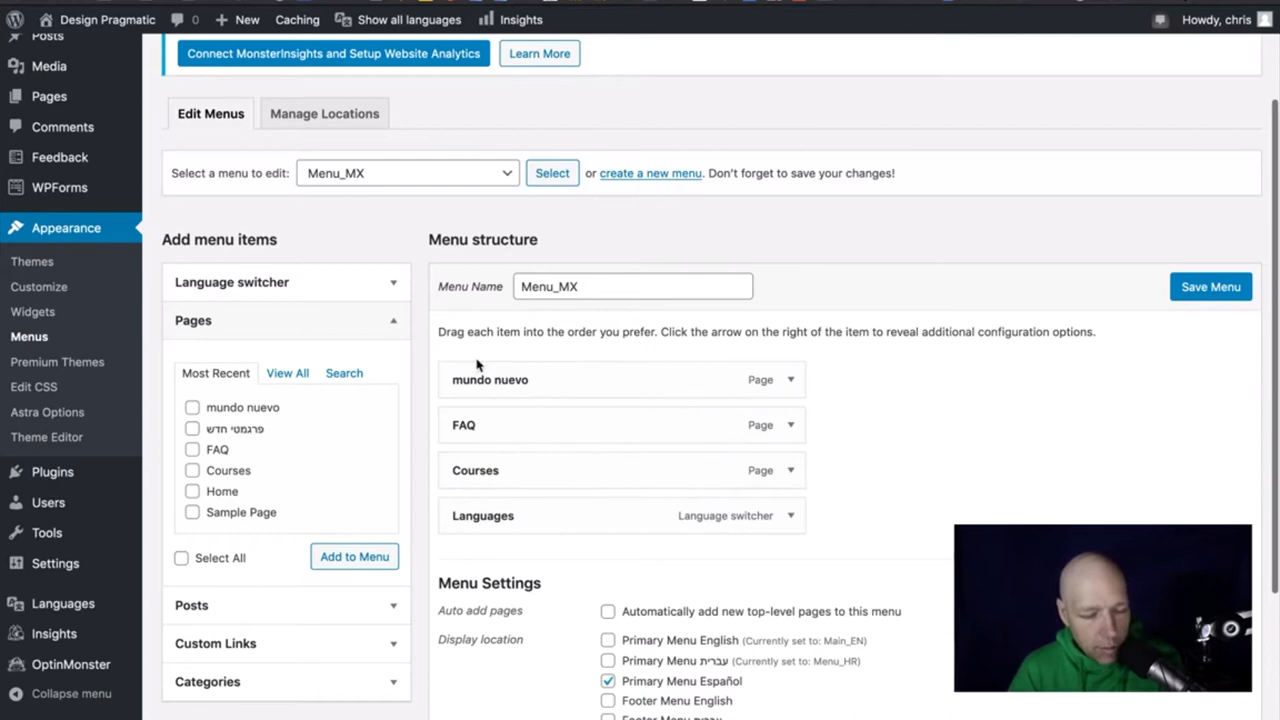 Design Pragmatic 0 New Caching Show all languages Insights Howdy, chris
Posts
Media
Pages
Comments
Feedback
WPForms
Appearance
Themes
Customize
Widgets
Menus
Premium Themes
Edit CSS
Astra Options
Theme Editor
Plugins
Users
Tools
Settings
Languages
Insights
OptinMonster
Collapse menu
Connect MonsterInsights and Setup Website Analytics Learn More
Edit Menus Manage Locations
Select a menu to edit: Menu_MX Select or create a new menu. Don't forget to save your changes!
Add menu items
Language switcher
Pages
Most Recent View All Search
mundo nuevo
פרגמטי חדש
FAQ
Courses
Home
Sample Page
Select All Add to Menu
Posts
Custom Links
Categories
Menu structure
Menu Name Menu_MX Save Menu
Drag each item into the order you prefer. Click the arrow on the right of the item to reveal additional configuration options.
mundo nuevo Page
FAQ Page
Courses Page
Languages Language switcher
Menu Settings
Auto add pages Automatically add new top-level pages to this menu
Display location Primary Menu English (Currently set to: Main_EN)
Primary Menu עברית (Currently set to: Menu_HR)
Primary Menu Español
Footer Menu English
Footer Menu עברית